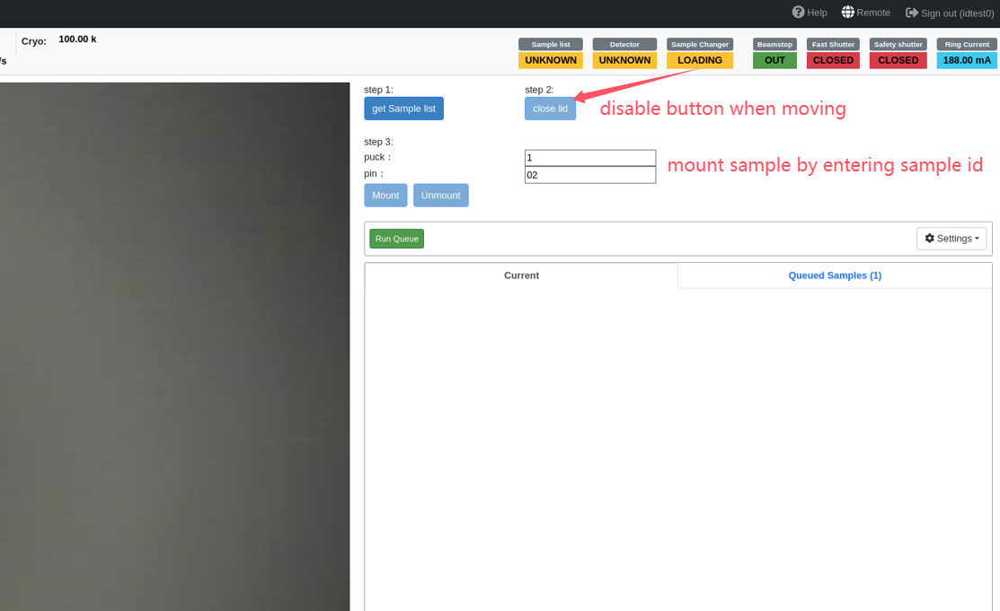 Help Remote Sign out (idtest0)
Cryo: 100.00 k
/s
Sample list Detector Sample Changer Beamstop Fast Shutter Safety shutter Ring Current
UNKNOWN UNKNOWN LOADING OUT CLOSED CLOSED 188.00 mA
step 1: step 2:
get Sample list close lid disable button when moving
step 3:
puck： 1 mount sample by entering sample id
pin： 02
Mount Unmount
Run Queue Settings
Current Queued Samples (1)